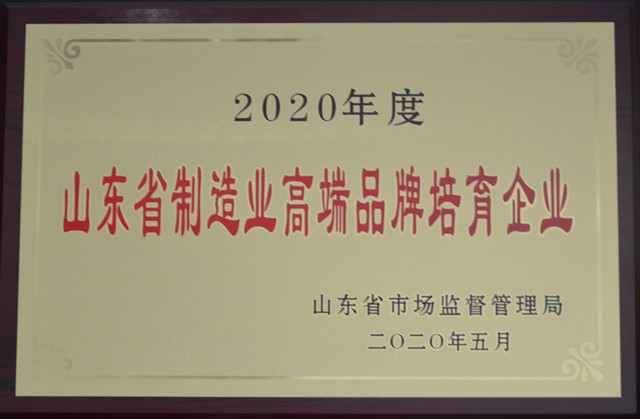 2020年度
山东省制造业高端品牌培育企业
山东省市场监督管理局
二〇二〇年五月